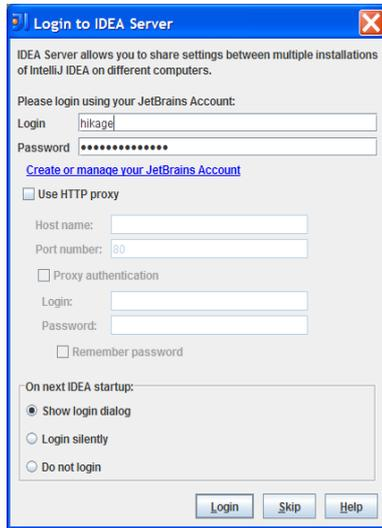 Login to IDEA Server
IDEA Server allows you to share settings between multiple installations
of IntelliJ IDEA on different computers.
Please login using your JetBrains Account:
Login hikage
Password ••••••••••••••
Create or manage your JetBrains Account
Use HTTP proxy
Host name:
Port number: 80
Proxy authentication
Login:
Password:
Remember password
On next IDEA startup:
Show login dialog
Login silently
Do not login
Login Skip Help